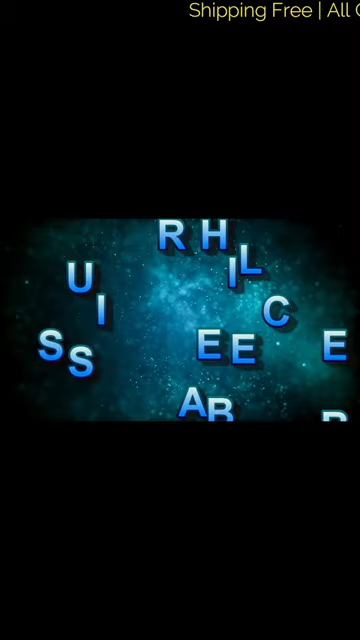 Shipping Free | All
R H
I L
U
I
C
S S
E E E
A B